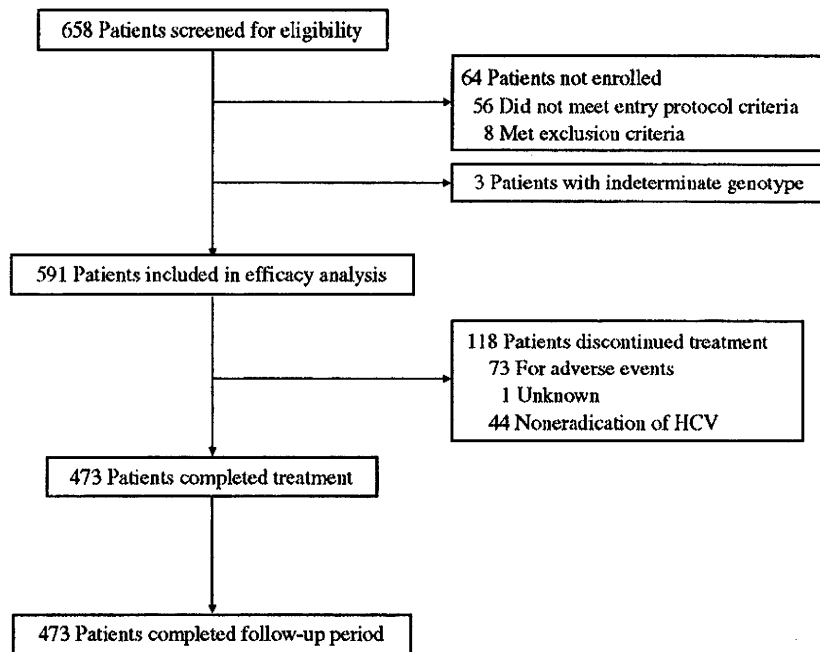 658 Patients screened for eligibility
64 Patients not enrolled
56 Did not meet entry protocol criteria
8 Met exclusion criteria
3 Patients with indeterminate genotype
591 Patients included in efficacy analysis
118 Patients discontinued treatment
73 For adverse events
1 Unknown
44 Noneradication of HCV
473 Patients completed treatment
473 Patients completed follow-up period